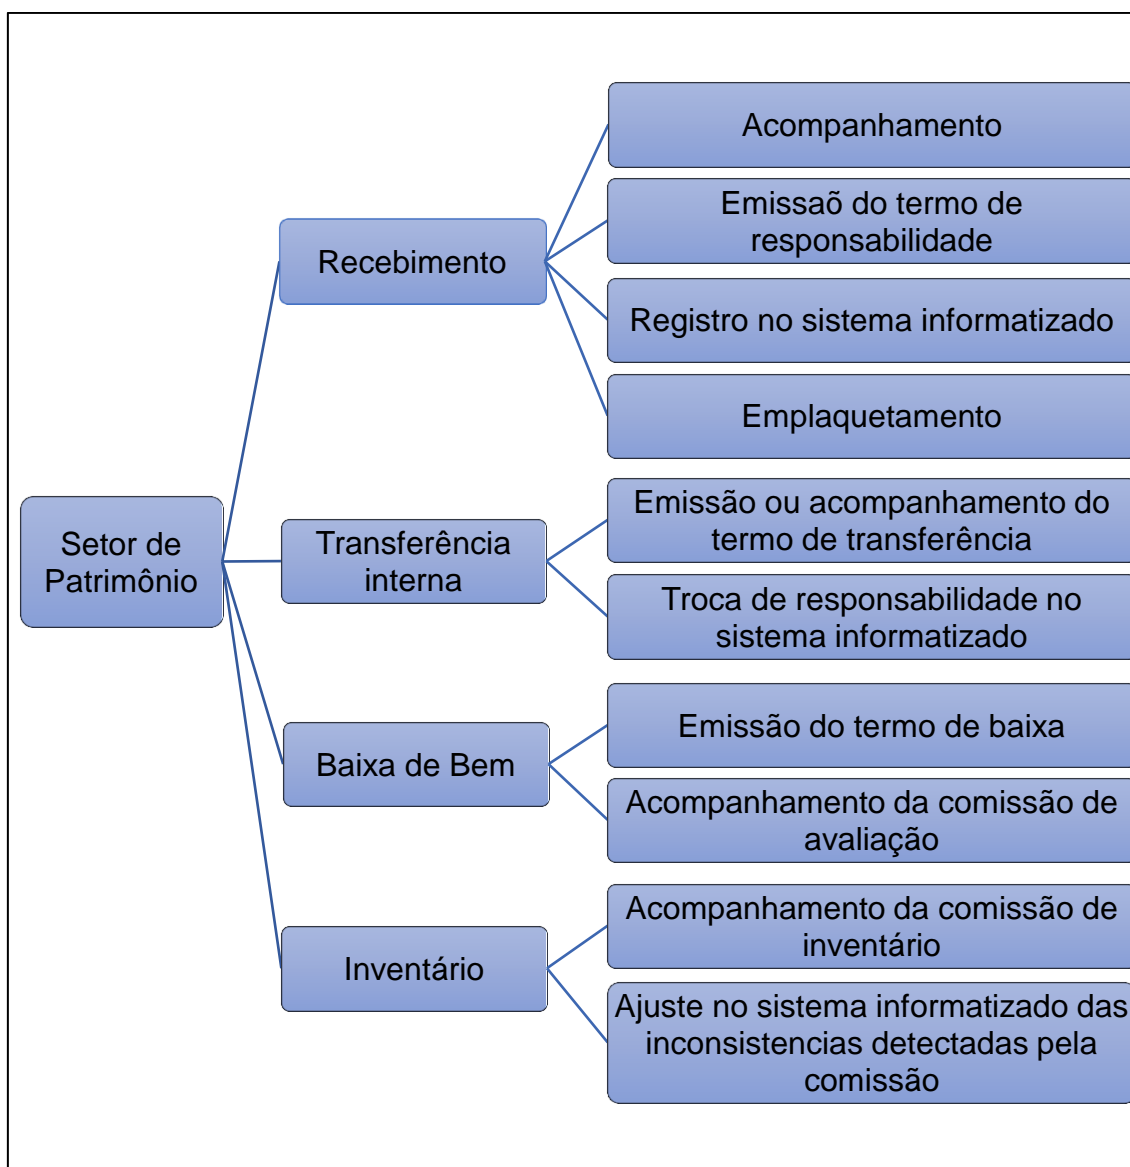 Setor de
Patrimônio
Recebimento
Acompanhamento
Emissaõ do termo de
responsabilidade
Registro no sistema informatizado
Emplaquetamento
Transferência
interna
Emissão ou acompanhamento do
termo de transferência
Troca de responsabilidade no
sistema informatizado
Baixa de Bem
Emissão do termo de baixa
Acompanhamento da comissão de
avaliação
Inventário
Acompanhamento da comissão de
inventário
Ajuste no sistema informatizado das
inconsistencias detectadas pela
comissão